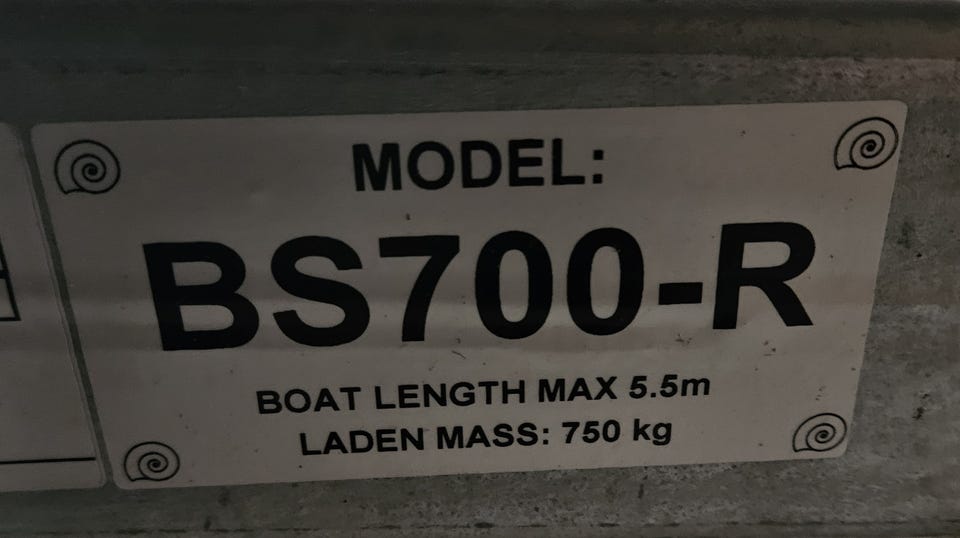 MODEL:
BS700-R
BOAT LENGTH MAX 5.5m
LADEN MASS: 750 kg